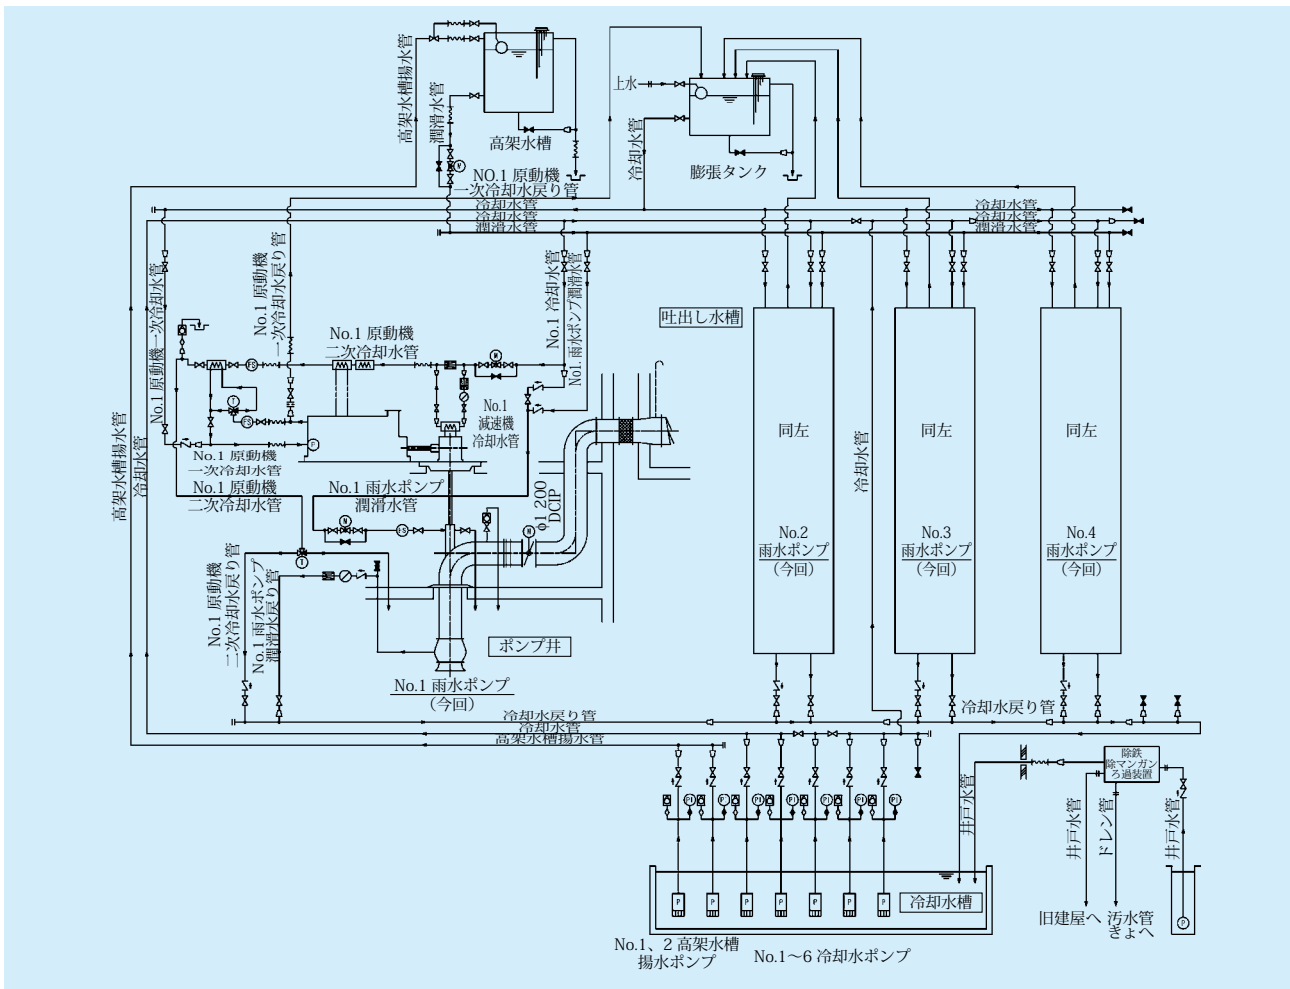 高架水槽揚水管
潤滑水管
高架水槽
上水
冷却水管
膨張タンク
NO.1 原動機
一次冷却水戻り管
冷却水管
冷却水管
潤滑水管
冷却水管
冷却水管
潤滑水管
No.1 原動機一次冷却水管
No.1 原動機
一次冷却水戻り管
No.1 冷却水管
No1. 雨水ポンプ潤滑水管
No.1 原動機
二次冷却水管
吐出し水槽
M
FS
T
FS
P
No.1
減速機
冷却水管
No.1 原動機
一次冷却水管
No.1 原動機
二次冷却水管
No.1 雨水ポンプ
潤滑水管
φ1 200
DCIP
高架水槽揚水管
冷却水管
冷却水管
同左
同左
同左
No.2
雨水ポンプ
(今回)
No.3
雨水ポンプ
(今回)
No.4
雨水ポンプ
(今回)
No.1 原動機
二次冷却水戻り管
No.1 雨水ポンプ
潤滑水戻り管
ポンプ井
No.1 雨水ポンプ
(今回)
冷却水戻り管
冷却水管
高架水槽揚水管
冷却水戻り管
除鉄
除マンガン
ろ過装置
井戸水管
井戸水管
ドレン管
井戸水管
PI PI PI PI PI PI
P P P P P P P
冷却水槽
P
旧建屋へ
汚水管
きょへ
No.1、2 高架水槽
揚水ポンプ
No.1〜6 冷却水ポンプ